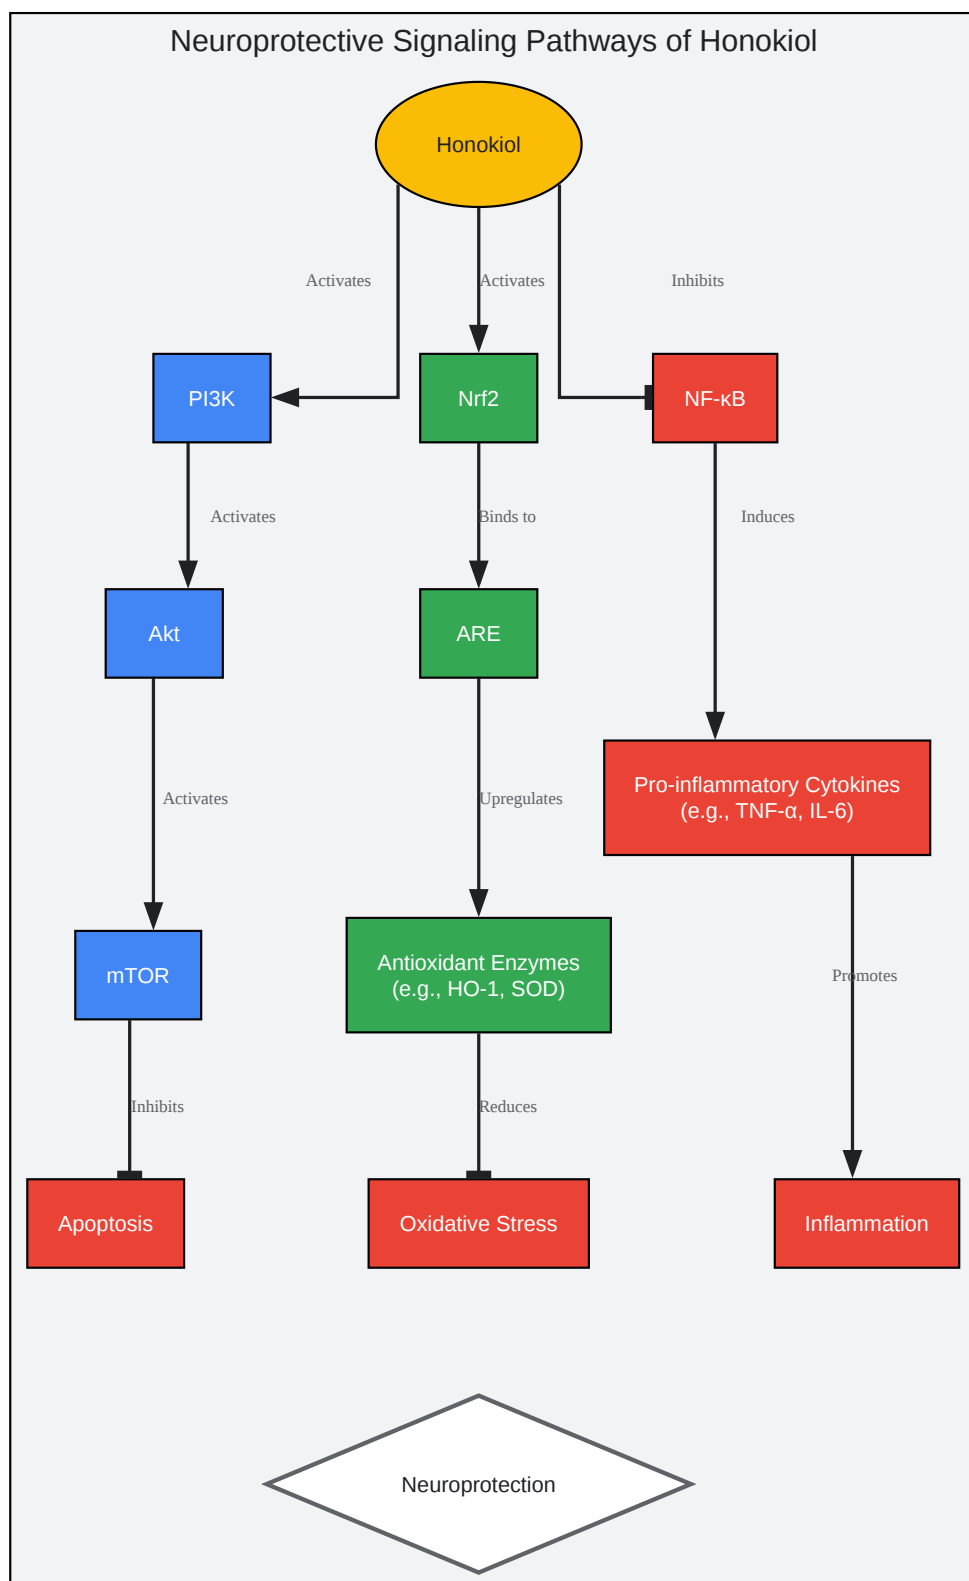 Neuroprotective Signaling Pathways of Honokiol
Honokiol
Activates
Activates
Inhibits
PI3K
Nrf2
NF-κB
Activates
Binds to
Induces
Akt
ARE
Pro-inflammatory Cytokines
(e.g., TNF-α, IL-6)
Activates
Upregulates
Antioxidant Enzymes
(e.g., HO-1, SOD)
mTOR
Promotes
Inhibits
Reduces
Apoptosis
Oxidative Stress
Inflammation
Neuroprotection